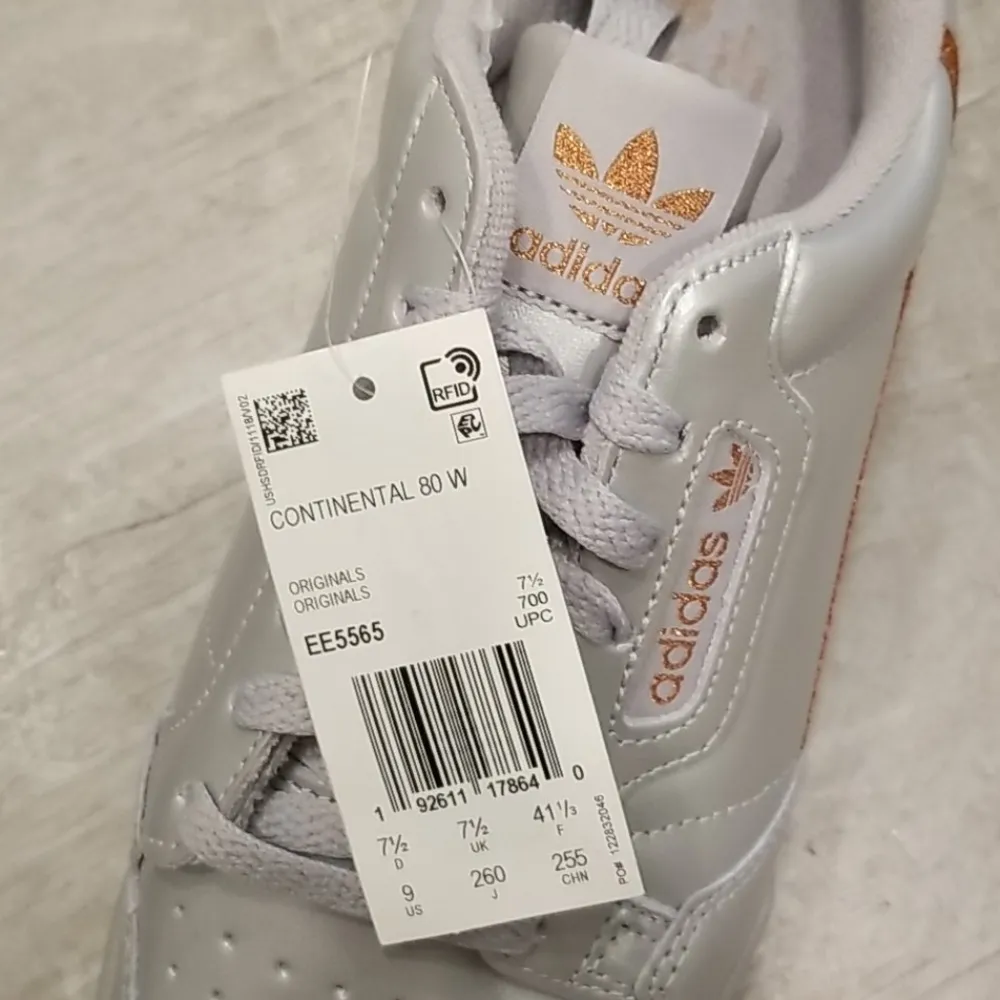 adidas
RFID
EPC
USHSDRFID/1118/V02
CONTINENTAL 80 W
ORIGINALS
ORIGINALS
EE5565
7½
700
UPC
1 92611 17864 0
7½ 7½ 41⅓
D UK F
9 260 255
US J CHN
PO# 122832046
adidas